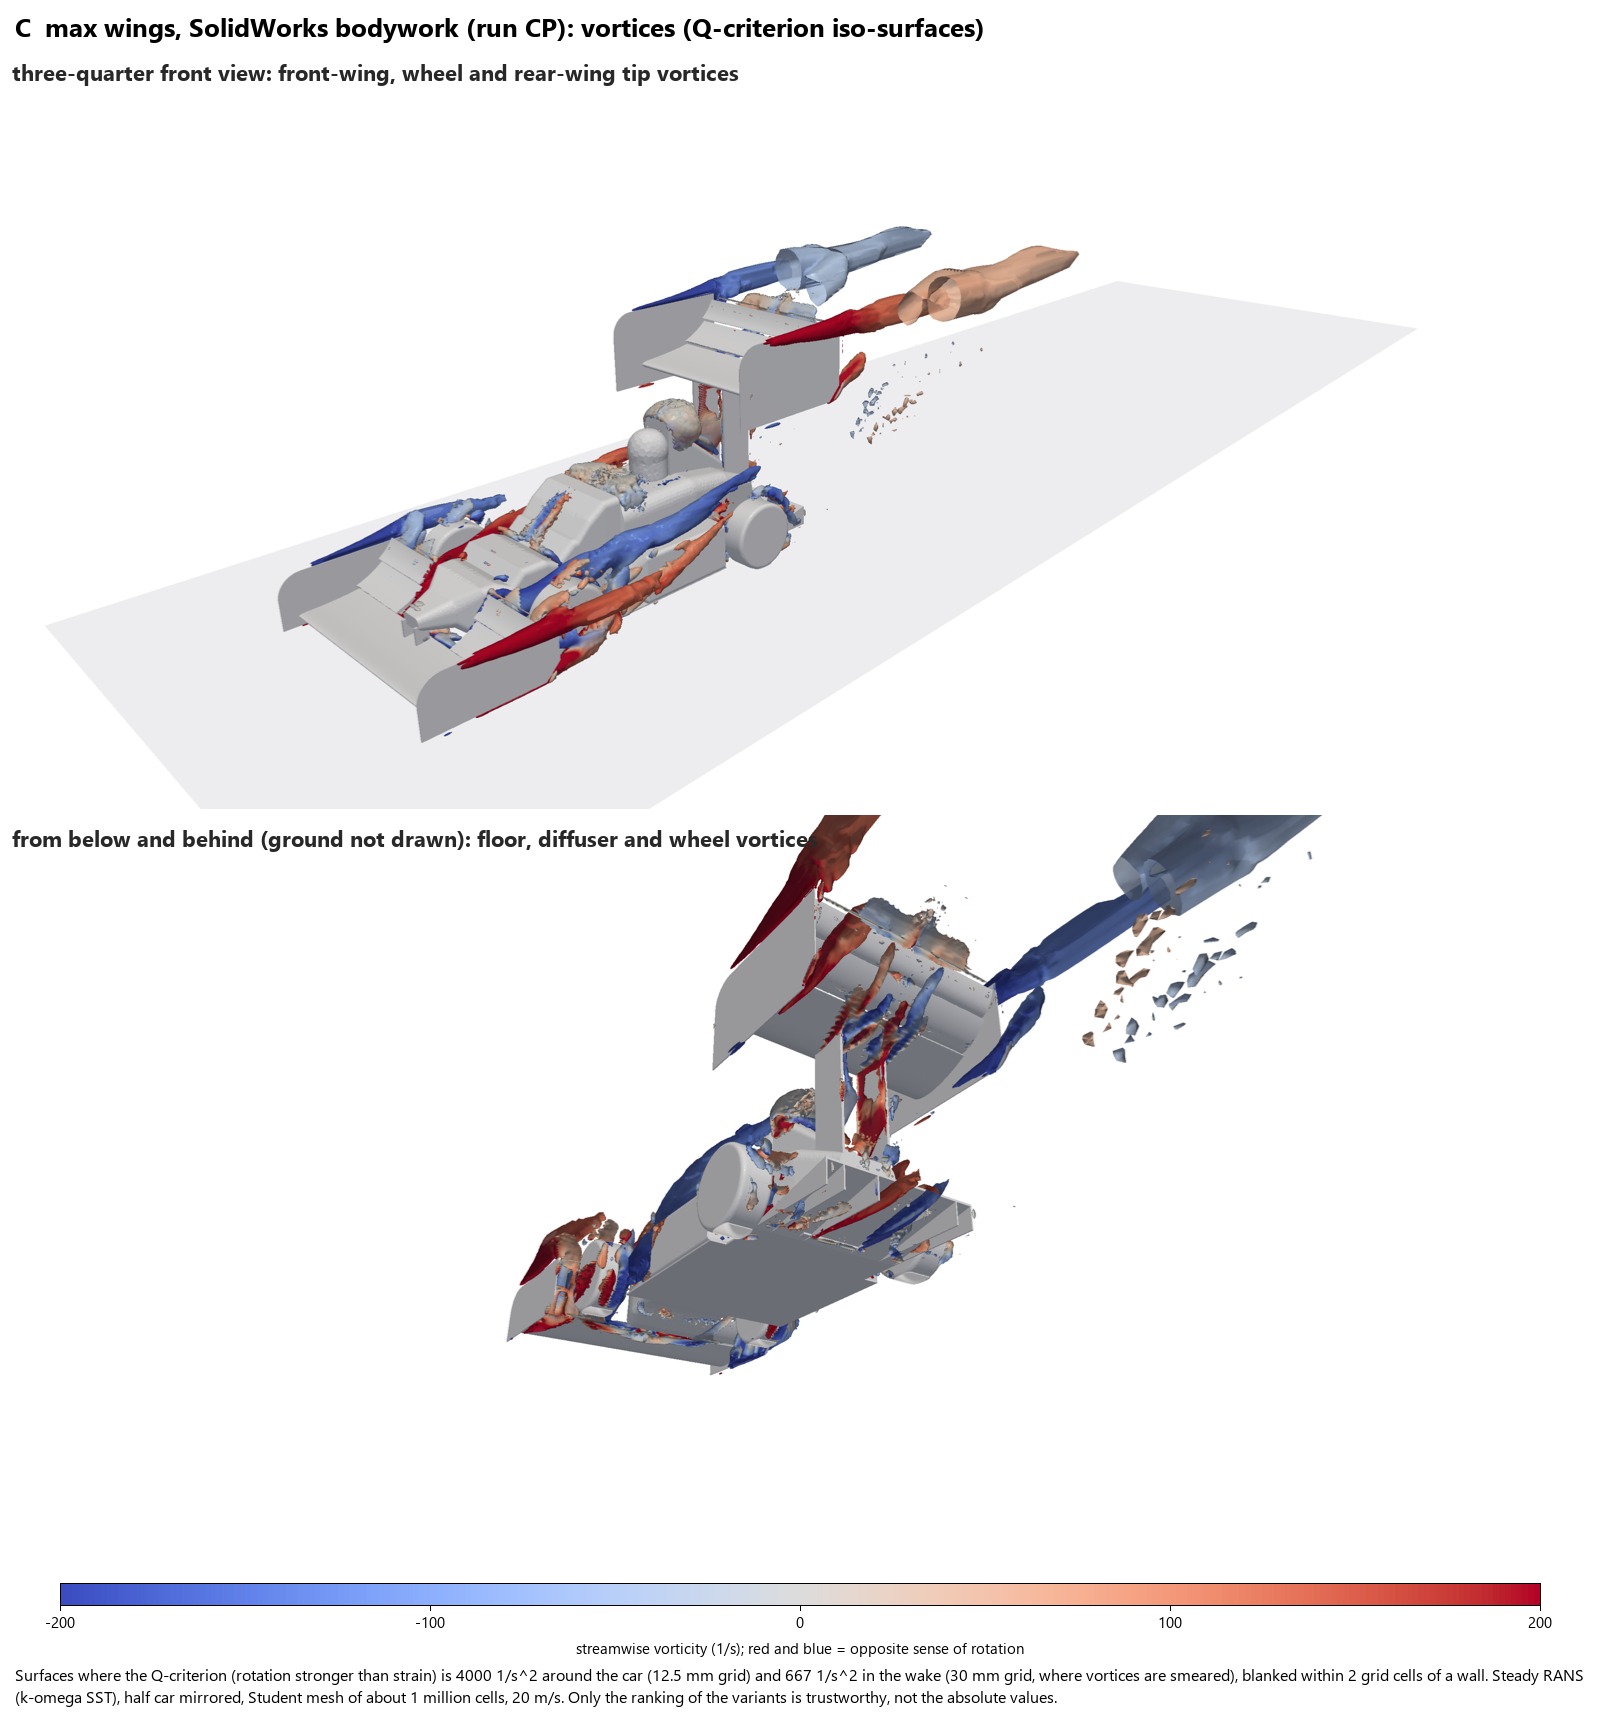 C  max wings, SolidWorks bodywork (run CP): vortices (Q-criterion iso-surfaces)
three-quarter front view: front-wing, wheel and rear-wing tip vortices
from below and behind (ground not drawn): floor, diffuser and wheel vortices
-200 -100 0 100 200
streamwise vorticity (1/s); red and blue = opposite sense of rotation
Surfaces where the Q-criterion (rotation stronger than strain) is 4000 1/s^2 around the car (12.5 mm grid) and 667 1/s^2 in the wake (30 mm grid, where vortices are smeared), blanked within 2 grid cells of a wall. Steady RANS
(k-omega SST), half car mirrored, Student mesh of about 1 million cells, 20 m/s. Only the ranking of the variants is trustworthy, not the absolute values.